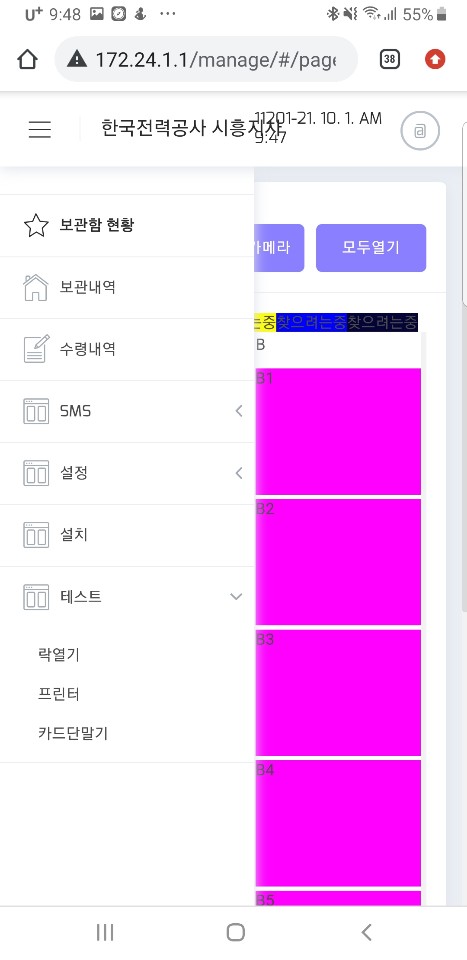 U+ 9:48 55%
172.24.1.1/manage/#/page
38
한국전력공사 시흥지사
11201-21. 10. 1. AM
9:47
@
보관함 현황
보관내역
수령내역
SMS
설정
설치
테스트
락열기
프린터
카드단말기
카메라 모두열기
는중찾으려는중찾으려는중
B
B1
B2
B3
B4
B5